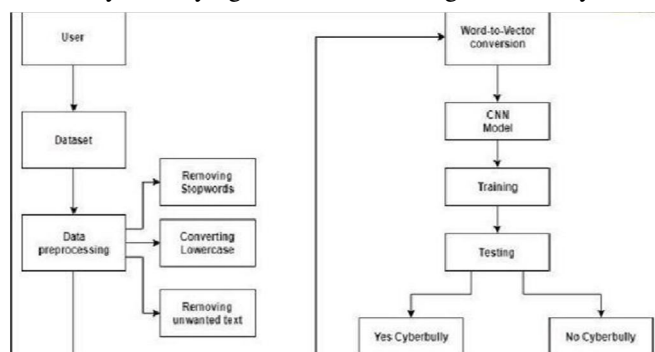 User
Dataset
Data
preprocessing
Removing
Stopwords
Converting
Lowercase
Removing
unwanted text
Word-to-Vector
conversion
CNN
Model
Training
Testing
Yes Cyberbully
No Cyberbully